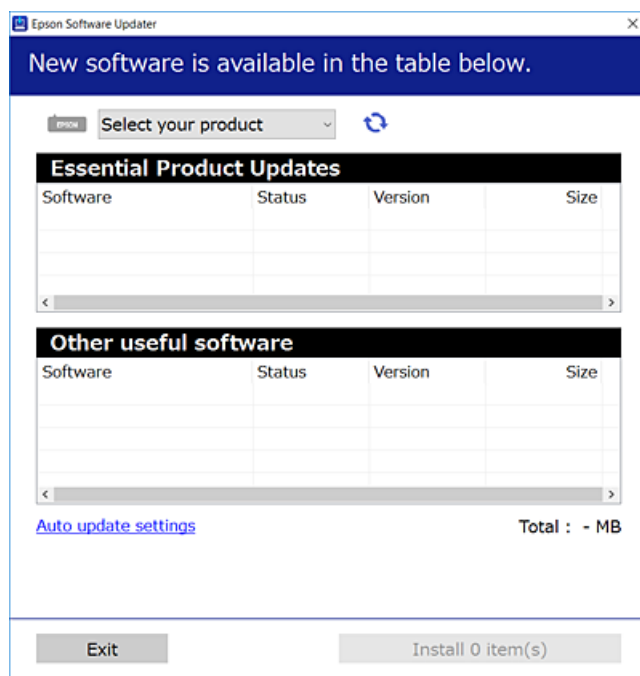 Epson Software Updater
New software is available in the table below.
EPSON
Select your product
Essential Product Updates
Software Status Version Size
Other useful software
Software Status Version Size
Auto update settings
Total : - MB
Exit
Install 0 item(s)